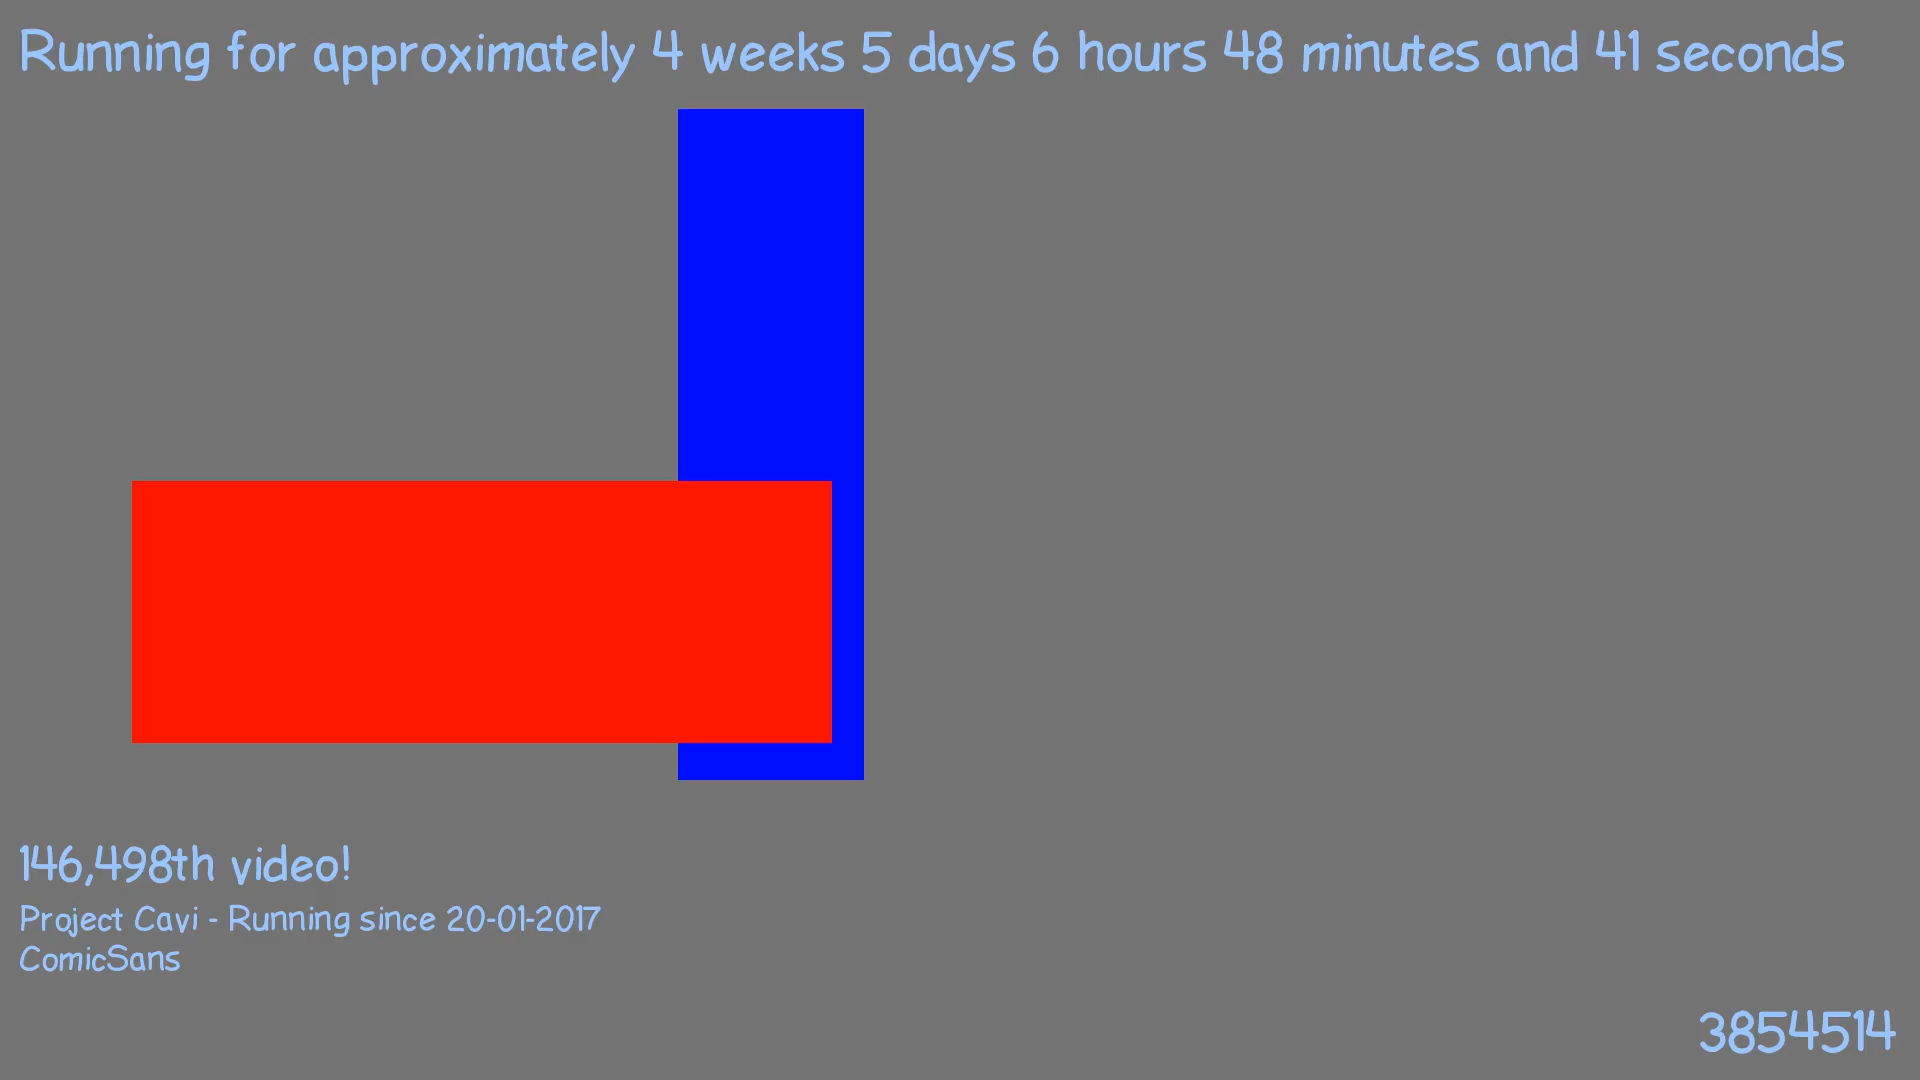 Running for approximately 4 weeks 5 days 6 hours 48 minutes and 41 seconds
146,498th video!
Project Cavi - Running since 20-01-2017
ComicSans
3854514